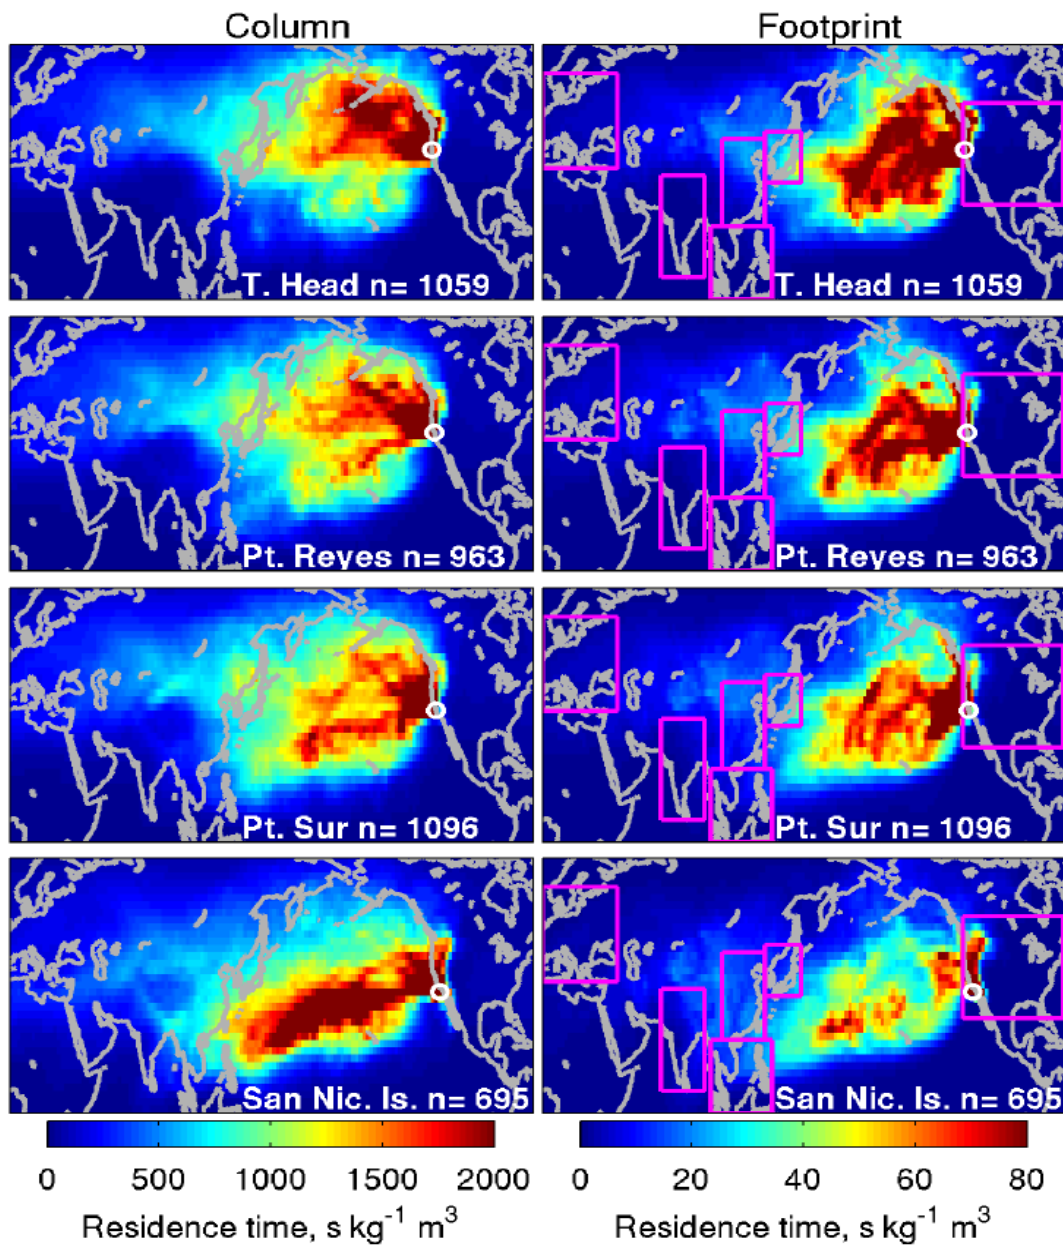 Column Footprint
T. Head n= 1059 T. Head n= 1059
Pt. Reyes n= 963 Pt. Reyes n= 963
Pt. Sur n= 1096 Pt. Sur n= 1096
San Nic. Is. n= 695 San Nic. Is. n= 695
0 500 1000 1500 2000 0 20 40 60 80
Residence time, s kg⁻¹ m³ Residence time, s kg⁻¹ m³